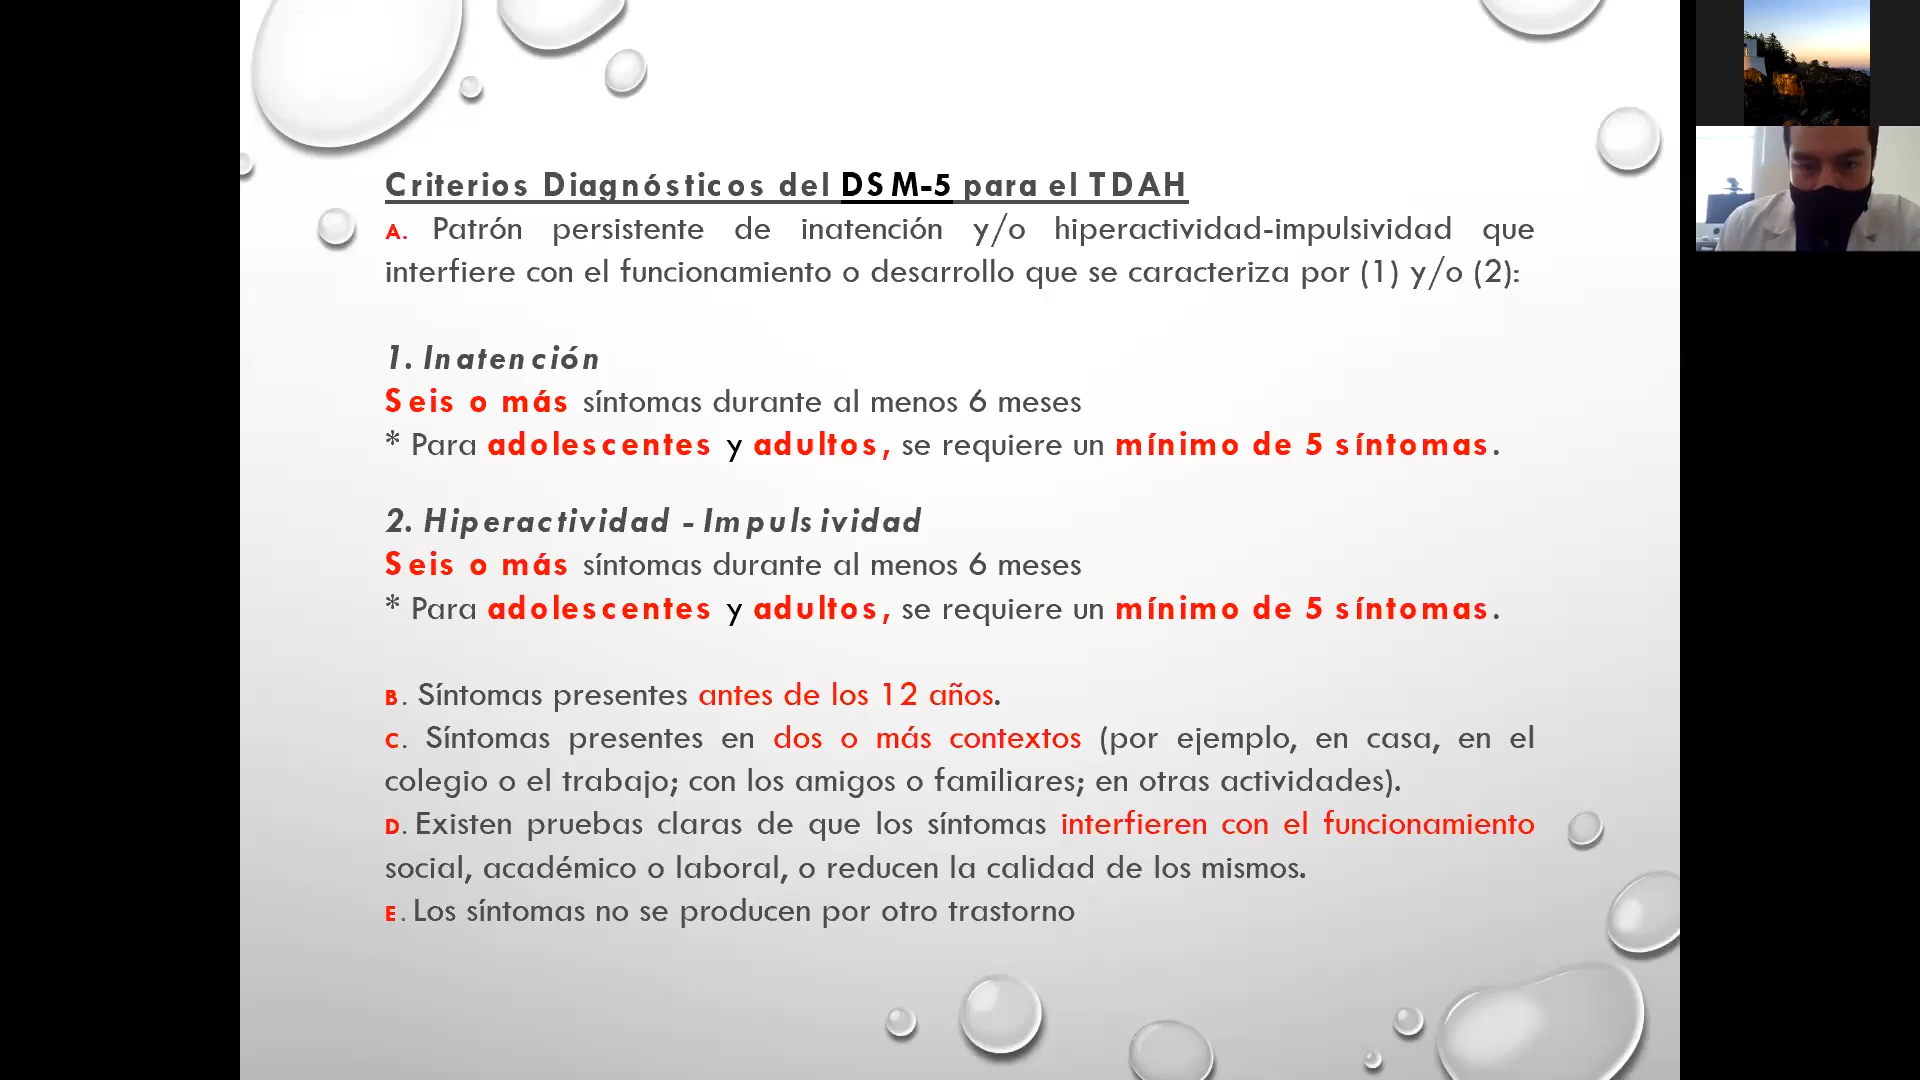 Criterios Diagnósticos del DSM-5 para el TDAH
A. Patrón persistente de inatención y/o hiperactividad-impulsividad que
interfiere con el funcionamiento o desarrollo que se caracteriza por (1) y/o (2):
1. Inatención
Seis o más síntomas durante al menos 6 meses
* Para adolescentes y adultos, se requiere un mínimo de 5 síntomas.
2. Hiperactividad - Impulsividad
Seis o más síntomas durante al menos 6 meses
* Para adolescentes y adultos, se requiere un mínimo de 5 síntomas.
B. Síntomas presentes antes de los 12 años.
C. Síntomas presentes en dos o más contextos (por ejemplo, en casa, en el
colegio o el trabajo; con los amigos o familiares; en otras actividades).
D. Existen pruebas claras de que los síntomas interfieren con el funcionamiento
social, académico o laboral, o reducen la calidad de los mismos.
E. Los síntomas no se producen por otro trastorno